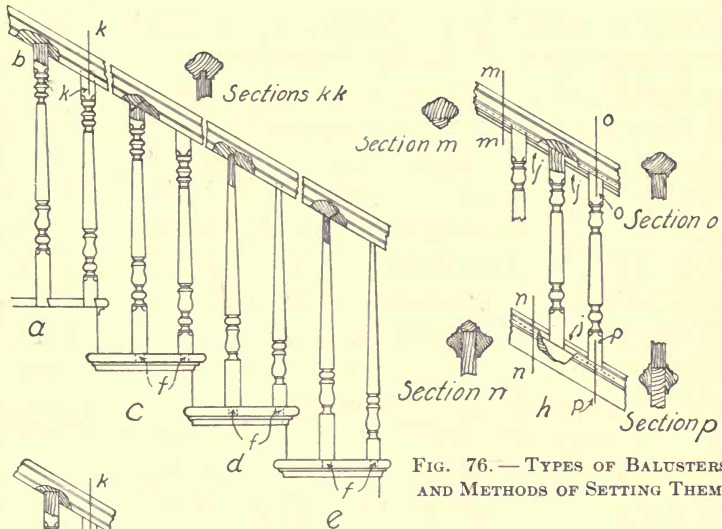 k
b
k
Sections kk
m
m
Section m
o
j
j
o
Section o
a
f
c
f
d
f
e
n
n
j
p
p
h
Section n
Section p
FIG. 76. — TYPES OF BALUSTERS
AND METHODS OF SETTING THEM
k